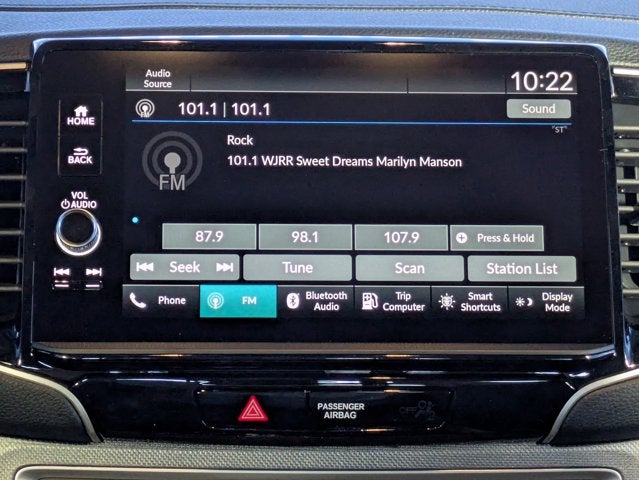 Audio
Source
10:22
101.1 | 101.1
Sound
HOME
"ST"
Rock
101.1 WJRR Sweet Dreams Marilyn Manson
BACK
FM
VOL
AUDIO
87.9
98.1
107.9
+ Press & Hold
Seek
Tune
Scan
Station List
Phone
FM
Bluetooth
Audio
Trip
Computer
Smart
Shortcuts
Display
Mode
PASSENGER
AIRBAG
OFF